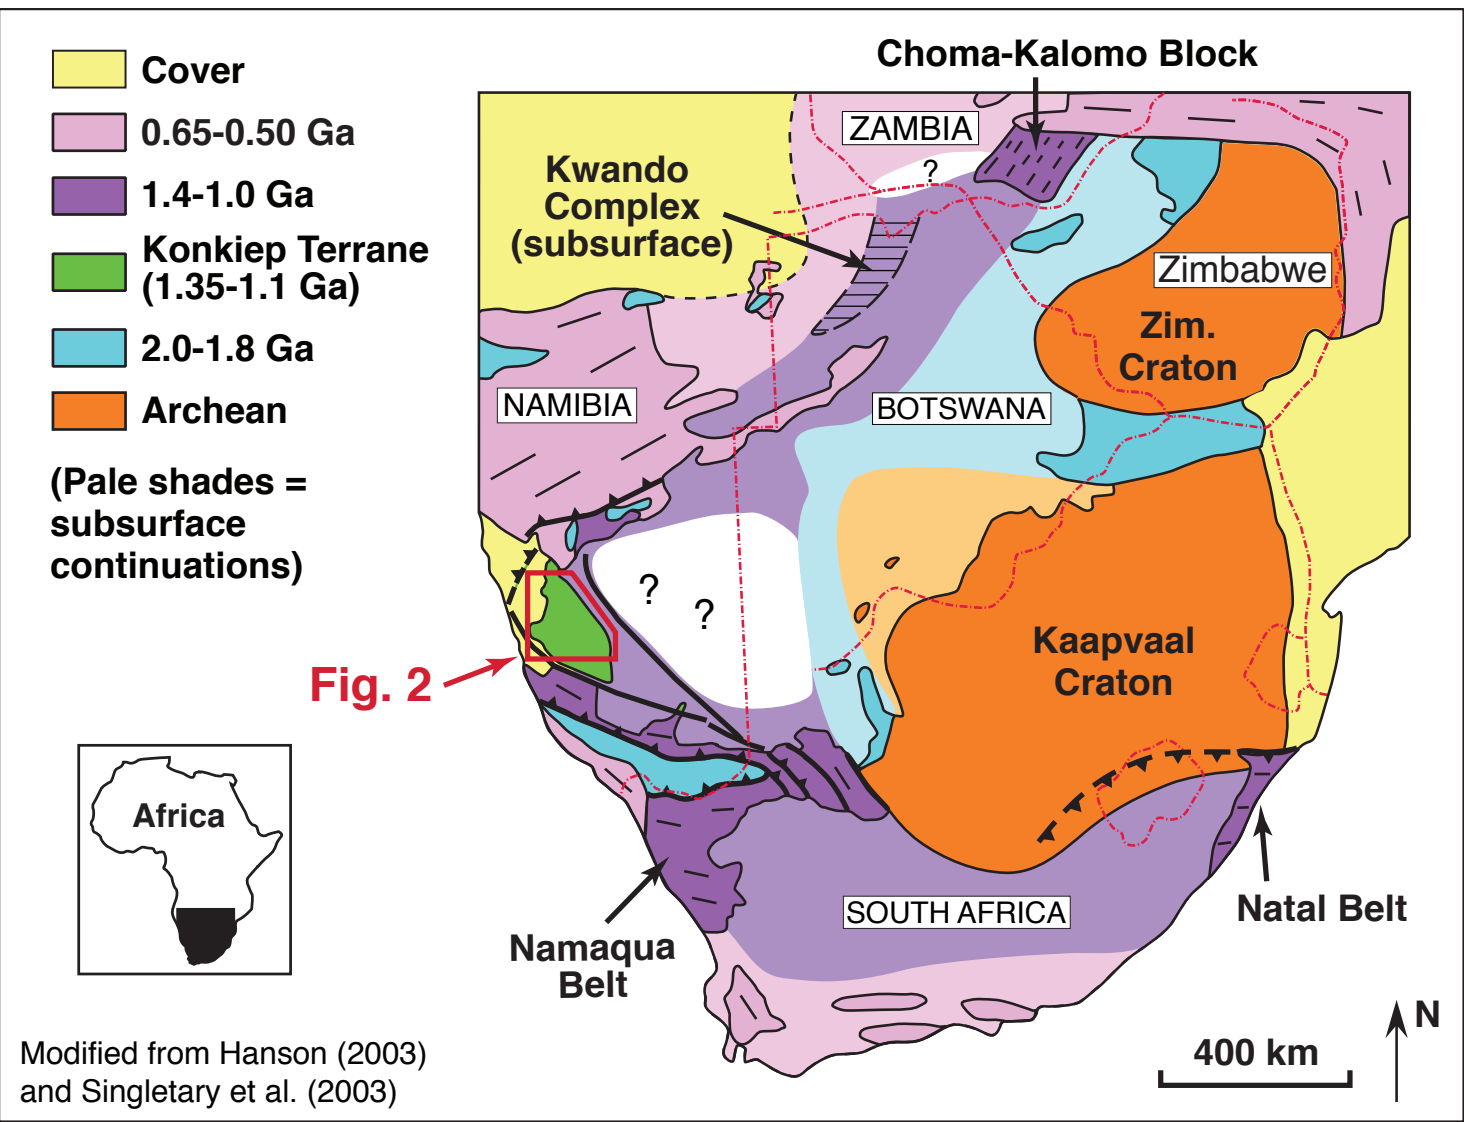 Cover
0.65-0.50 Ga
1.4-1.0 Ga
Konkiep Terrane
(1.35-1.1 Ga)
2.0-1.8 Ga
Archean
(Pale shades =
subsurface
continuations)
Choma-Kalomo Block
ZAMBIA
?
Kwando
Complex
(subsurface)
Zimbabwe
Zim.
Craton
NAMIBIA
BOTSWANA
?
?
Kaapvaal
Craton
Fig. 2
Africa
SOUTH AFRICA
Natal Belt
Namaqua
Belt
N
400 km
Modified from Hanson (2003)
and Singletary et al. (2003)